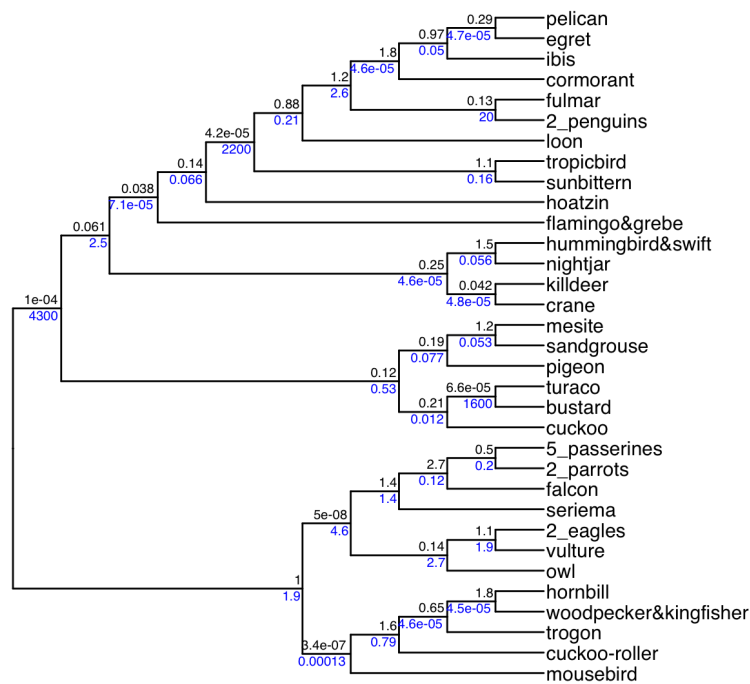 0.29
pelican
0.97
4.7e-05
egret
1.8
0.05
ibis
1.2
4.6e-05
cormorant
0.88
2.6
0.13
fulmar
20
2_penguins
4.2e-05
0.21
loon
0.14
2200
1.1
tropicbird
0.16
sunbittern
0.038
0.066
hoatzin
0.061
7.1e-05
flamingo&grebe
2.5
1.5
hummingbird&swift
0.25
0.056
nightjar
4.6e-05
0.042
killdeer
4.8e-05
crane
1e-04
4300
1.2
mesite
0.19
0.053
sandgrouse
0.077
pigeon
0.12
0.53
6.6e-05
turaco
0.21
1600
bustard
0.012
cuckoo
0.5
5_passerines
2.7
0.2
2_parrots
1.4
0.12
falcon
5e-08
1.4
seriema
4.6
1.1
2_eagles
0.14
1.9
vulture
2.7
owl
1
1.9
1.8
hornbill
0.65
4.5e-05
woodpecker&kingfisher
1.6
4.6e-05
trogon
3.4e-07
0.79
cuckoo-roller
0.00013
mousebird